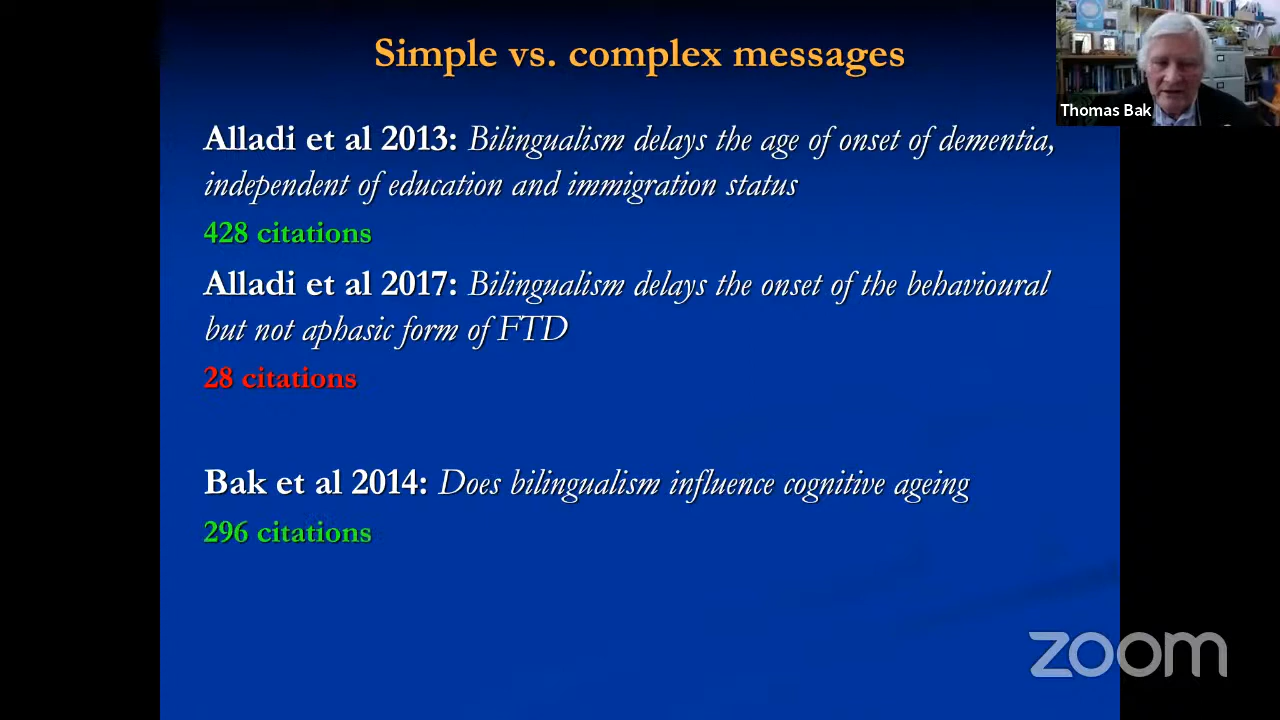 Simple vs. complex messages
Thomas Bak
Alladi et al 2013: Bilingualism delays the age of onset of dementia,
independent of education and immigration status
428 citations
Alladi et al 2017: Bilingualism delays the onset of the behavioural
but not aphasic form of FTD
28 citations
Bak et al 2014: Does bilingualism influence cognitive ageing
296 citations
zoom